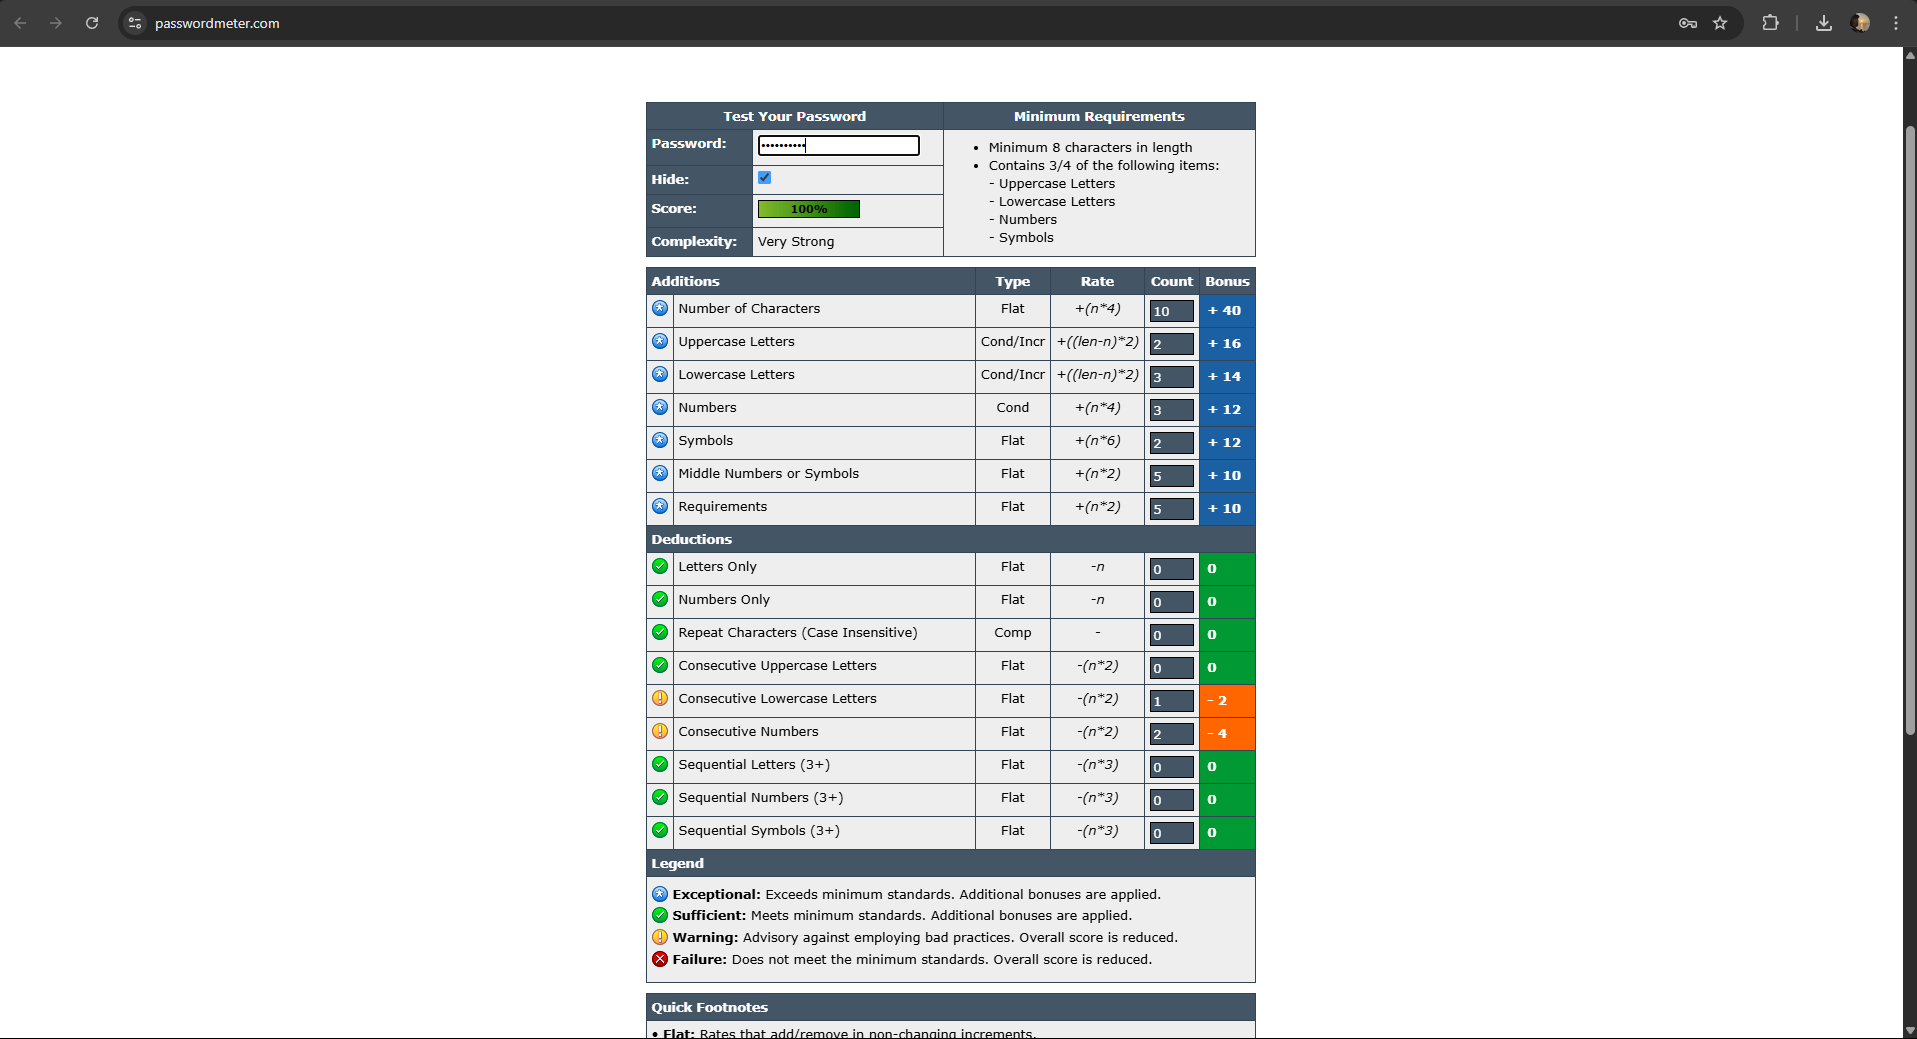 passwordmeter.com
Test Your Password Minimum Requirements
Password: ••••••••••
Hide:
Score: 100%
Complexity: Very Strong
• Minimum 8 characters in length
• Contains 3/4 of the following items:
- Uppercase Letters
- Lowercase Letters
- Numbers
- Symbols
Additions Type Rate Count Bonus
Number of Characters Flat +(n*4) 10 + 40
Uppercase Letters Cond/Incr +((len-n)*2) 2 + 16
Lowercase Letters Cond/Incr +((len-n)*2) 3 + 14
Numbers Cond +(n*4) 3 + 12
Symbols Flat +(n*6) 2 + 12
Middle Numbers or Symbols Flat +(n*2) 5 + 10
Requirements Flat +(n*2) 5 + 10
Deductions
Letters Only Flat -n 0 0
Numbers Only Flat -n 0 0
Repeat Characters (Case Insensitive) Comp - 0 0
Consecutive Uppercase Letters Flat -(n*2) 0 0
Consecutive Lowercase Letters Flat -(n*2) 1 - 2
Consecutive Numbers Flat -(n*2) 2 - 4
Sequential Letters (3+) Flat -(n*3) 0 0
Sequential Numbers (3+) Flat -(n*3) 0 0
Sequential Symbols (3+) Flat -(n*3) 0 0
Legend
Exceptional: Exceeds minimum standards. Additional bonuses are applied.
Sufficient: Meets minimum standards. Additional bonuses are applied.
Warning: Advisory against employing bad practices. Overall score is reduced.
Failure: Does not meet the minimum standards. Overall score is reduced.
Quick Footnotes
• Flat: Rates that add/remove in non-changing increments.